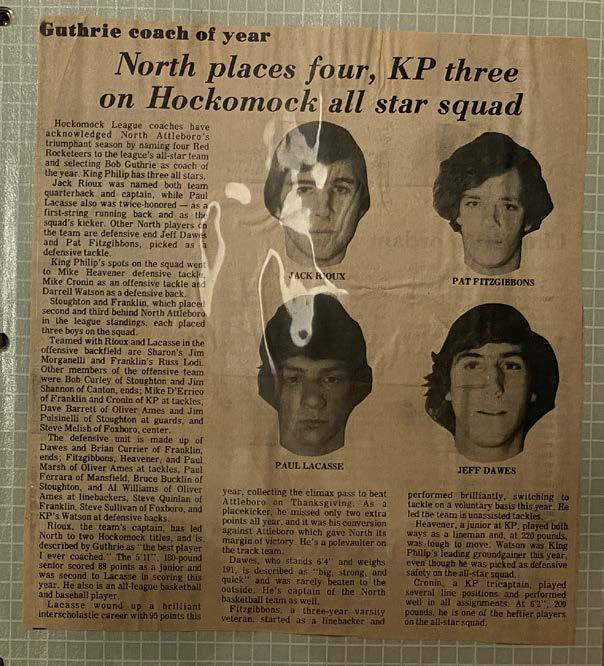 Guthrie coach of year
North places four, KP three
on Hockomock all star squad
Hockomock League coaches have
acknowledged North Attleboro's
triumphant season by naming four Red
Rocketeers to the league's all-star team
and selecting Bob Guthrie as coach of
the year. King Philip has three all stars.
Jack Rioux was named both team
quarterback and captain, while Paul
Lacasse also was twice-honored — as a
first-string running back and as the
squad's kicker. Other North players on
the team are defensive end Jeff Dawes
and Pat Fitzgibbons, picked as a
defensive tackle.
King Philip's spots on the squad went
to Mike Heavener defensive tackle,
Mike Cronin as an offensive tackle and
Darrell Watson as a defensive back.
Stoughton and Franklin, which placed
second and third behind North Attleboro
in the league standings, each placed
three boys on the squad.
Teamed with Rioux and Lacasse in the
offensive backfield are Sharon's Jim
Morganelli and Franklin's Russ Lodi.
Other members of the offensive team
were Bob Curley of Stoughton and Jim
Shannon of Canton, ends; Mike D'Errico
of Franklin and Cronin of KP at tackles,
Dave Barrett of Oliver Ames and Jim
Pulsinelli of Stoughton at guards, and
Steve Melish of Foxboro, center.
The defensive unit is made up of
Dawes and Brian Currier of Franklin,
ends; Fitzgibbons, Heavener, and Paul
Marsh of Oliver Ames at tackles, Paul
Ferrara of Mansfield, Bruce Bucklin of
Stoughton, and Al Williams of Oliver
Ames at linebackers, Steve Quinlan of
Franklin, Steve Sullivan of Foxboro, and
KP's Watson at defensive backs.
Rioux, the team's captain, has led
North to two Hockomock titles, and is
described by Guthrie as "the best player
I ever coached." The 5'11", 180-pound
senior scored 88 points as a junior and
was second to Lacasse in scoring this
year. He also is an all-league basketball
and baseball player.
Lacasse wound up a brilliant
interscholastic career with 95 points this
JACK RIOUX
PAT FITZGIBBONS
PAUL LACASSE
JEFF DAWES
year, collecting the climax pass to beat
Attleboro on Thanksgiving. As a
placekicker, he missed only two extra
points all year, and it was his conversion
against Attleboro which gave North its
margin of victory. He's a polevaulter on
the track team.
Dawes, who stands 6'4" and weighs
191, is described as "big, strong, and
quick" and was rarely beaten to the
outside. He's captain of the North
basketball team as well.
Fitzgibbons, a three-year varsity
veteran, started as a linebacker and
performed brilliantly, switching to
tackle on a voluntary basis this year. He
led the team in unassisted tackles.
Heavener, a junior at KP, played both
ways as a lineman and, at 220 pounds,
was tough to move. Watson was King
Philip's leading groundgainer this year,
even though he was picked as defensive
safety on the all-star squad.
Cronin, a KP tricaptain, played
several line positions and performed
well in all assignments. At 6'2", 200
pounds, he is one of the heftier players
on the all-star squad.